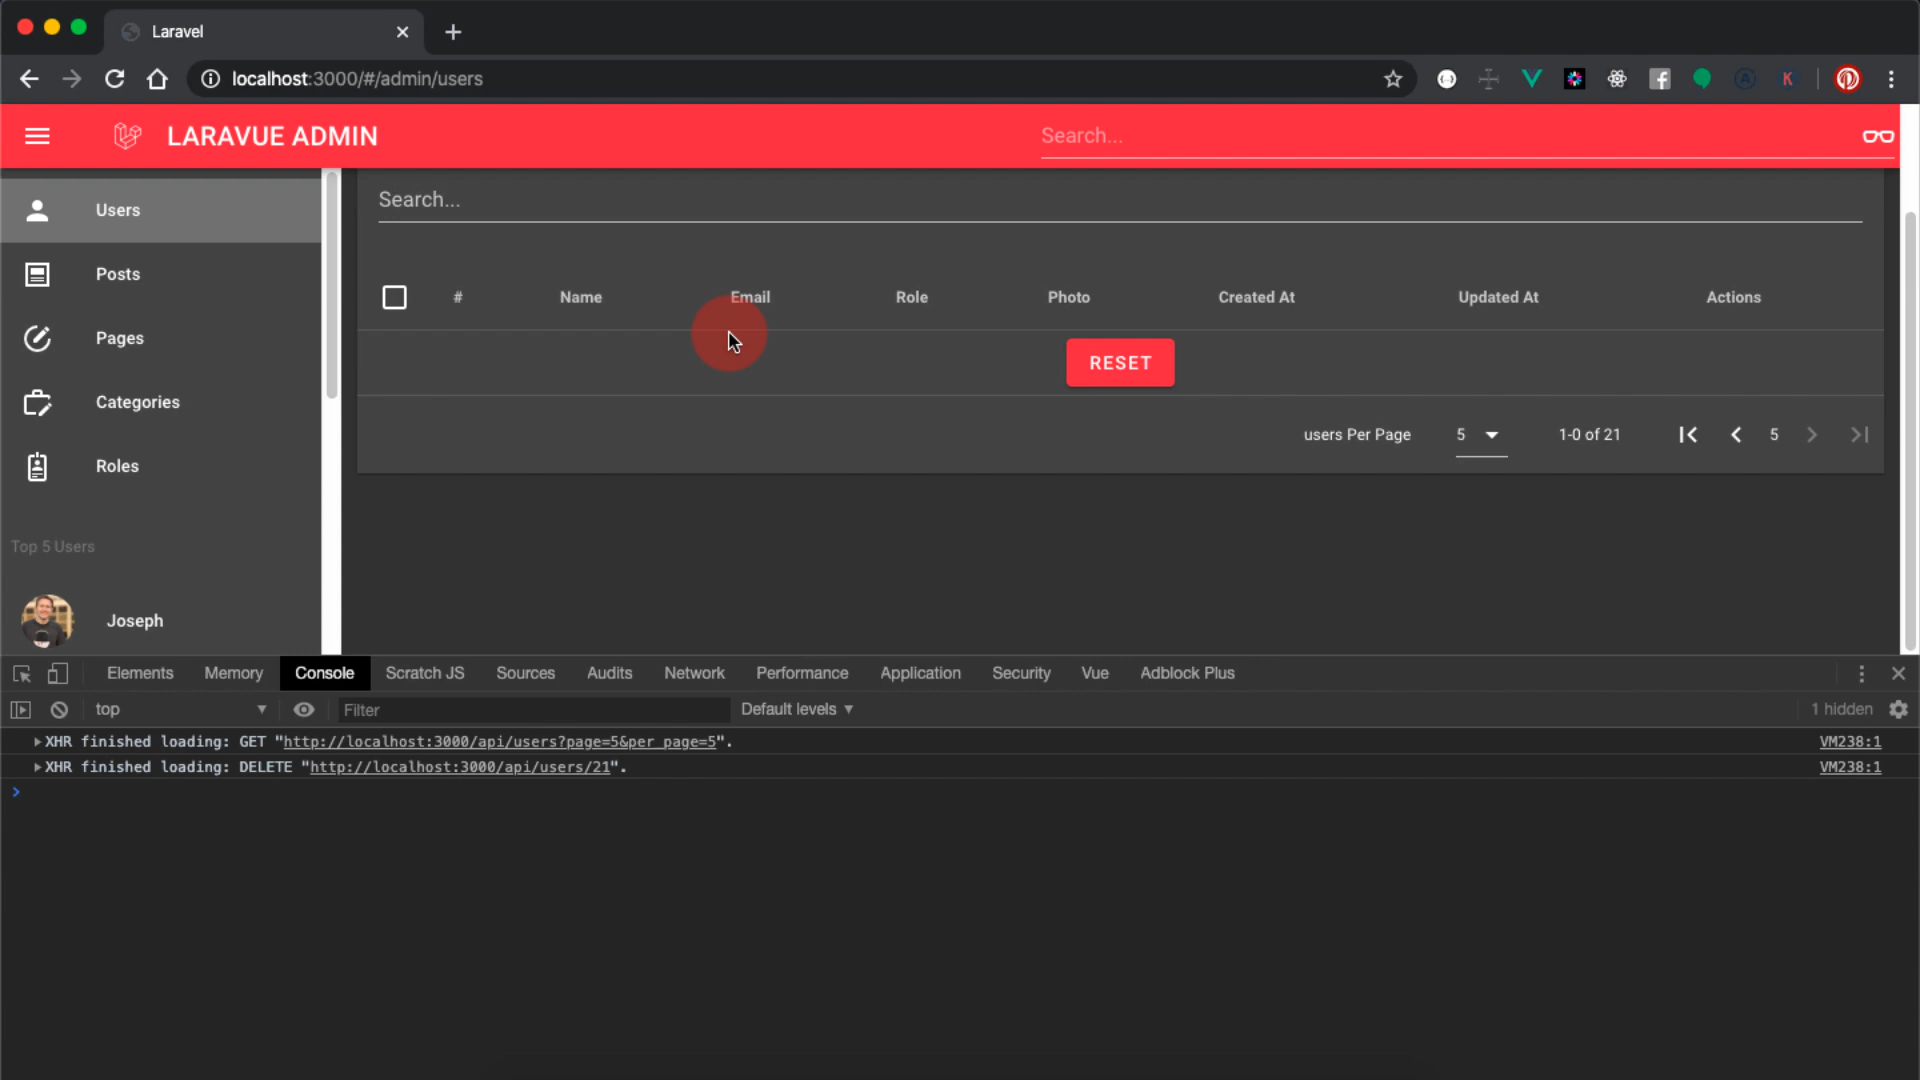 Laravel
localhost:3000/#/admin/users
LARAVUE ADMIN
Search...
Search...
Users
Posts
Pages
Categories
Roles
Top 5 Users
Joseph
# Name Email Role Photo Created At Updated At Actions
RESET
users Per Page 5 1-0 of 21 5
Elements Memory Console Scratch JS Sources Audits Network Performance Application Security Vue Adblock Plus
top Filter Default levels 1 hidden
XHR finished loading: GET "http://localhost:3000/api/users?page=5&per_page=5". VM238:1
XHR finished loading: DELETE "http://localhost:3000/api/users/21". VM238:1